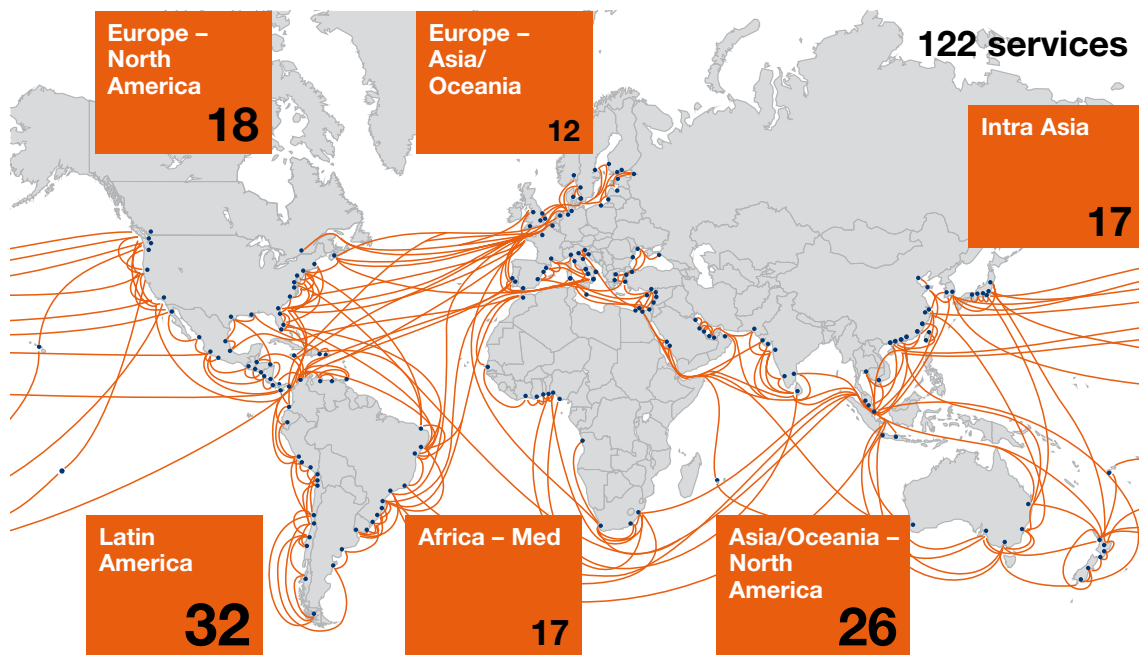 Europe –
North
America
18
Europe –
Asia/
Oceania
12
122 services
Intra Asia
17
Latin
America
32
Africa – Med
17
Asia/Oceania –
North
America
26